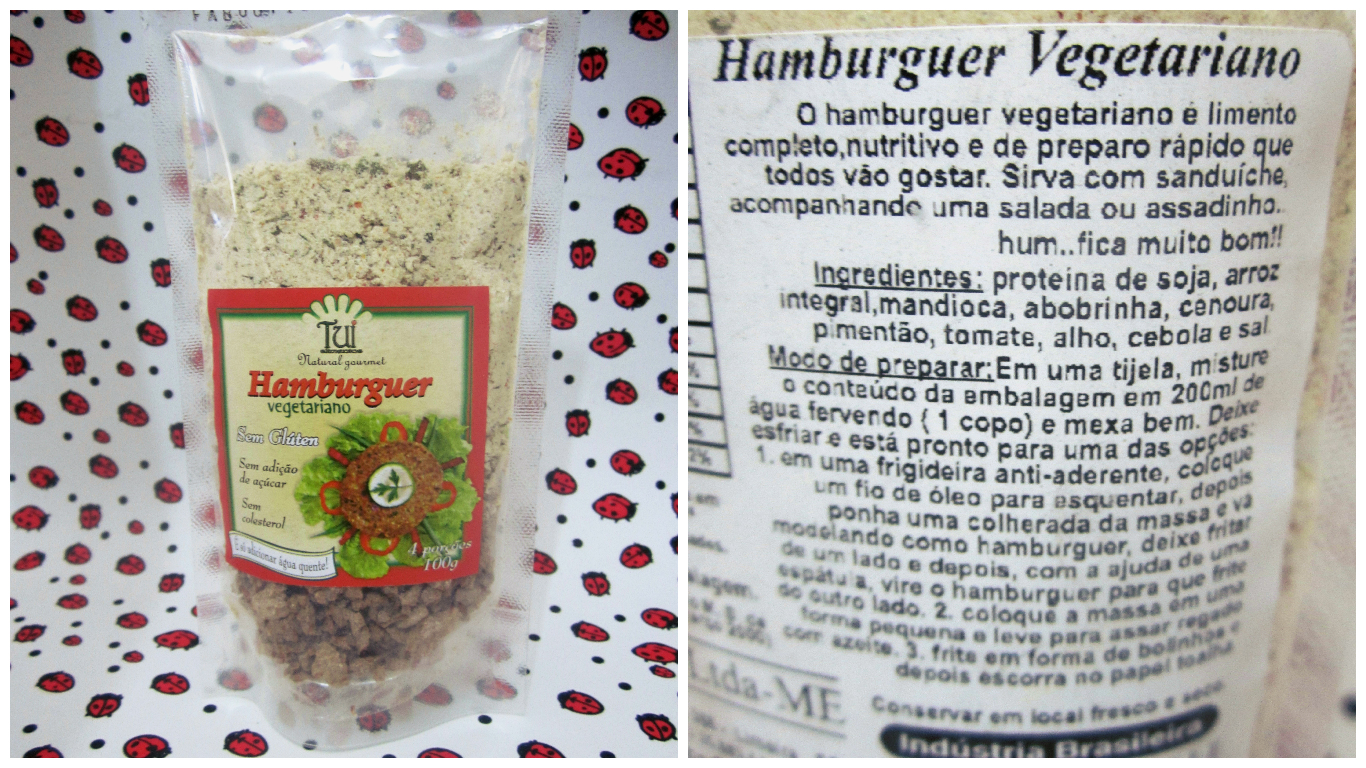 Tui
Natural gourmet
Hamburguer
vegetariano
Sem Glúten
Sem adição
de açúcar
Sem
colesterol
É só adicionar água quente!
4 porções
100g
Hamburguer Vegetariano
O hamburguer vegetariano é limento
completo,nutritivo e de preparo rápido que
todos vão gostar. Sirva com sanduíche,
acompanhando uma salada ou assadinho..
hum..fica muito bom!!
Ingredientes: proteína de soja, arroz
integral,mandioca, abobrinha, cenoura,
pimentão, tomate, alho, cebola e sal
Modo de preparar:Em uma tijela, misture
o conteúdo da embalagem em 200ml de
água fervendo ( 1 copo) e mexa bem. Deixe
esfriar e está pronto para uma das opções:
1. em uma frigideira anti-aderente, coloque
um fio de óleo para esquentar, depois
ponha uma colherada da massa e vá
modelando como hamburguer, deixe fritar
de um lado e depois, com a ajuda de uma
espátula, vire o hamburguer para que frite
do outro lado. 2. coloque a massa em uma
forma pequena e leve para assar regado
com azeite. 3. frite em forma de bolinhos e
depois escorra no papel toalha
Ltda-ME
Conservar em local fresco e seco.
Indústria Brasileira